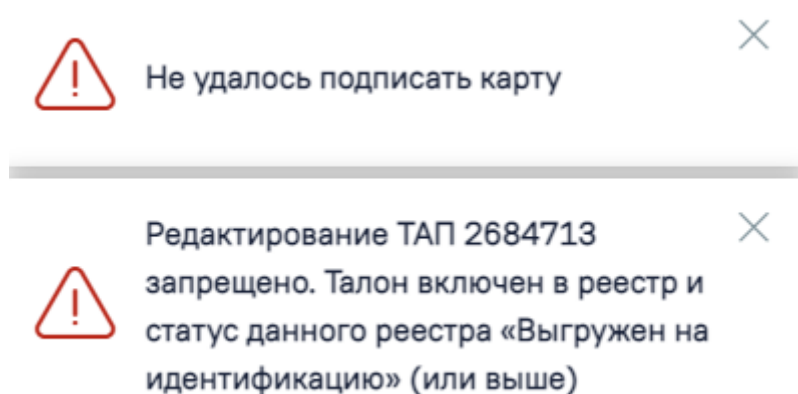 Не удалось подписать карту
Редактирование ТАП 2684713
запрещено. Талон включен в реестр и
статус данного реестра «Выгружен на
идентификацию» (или выше)